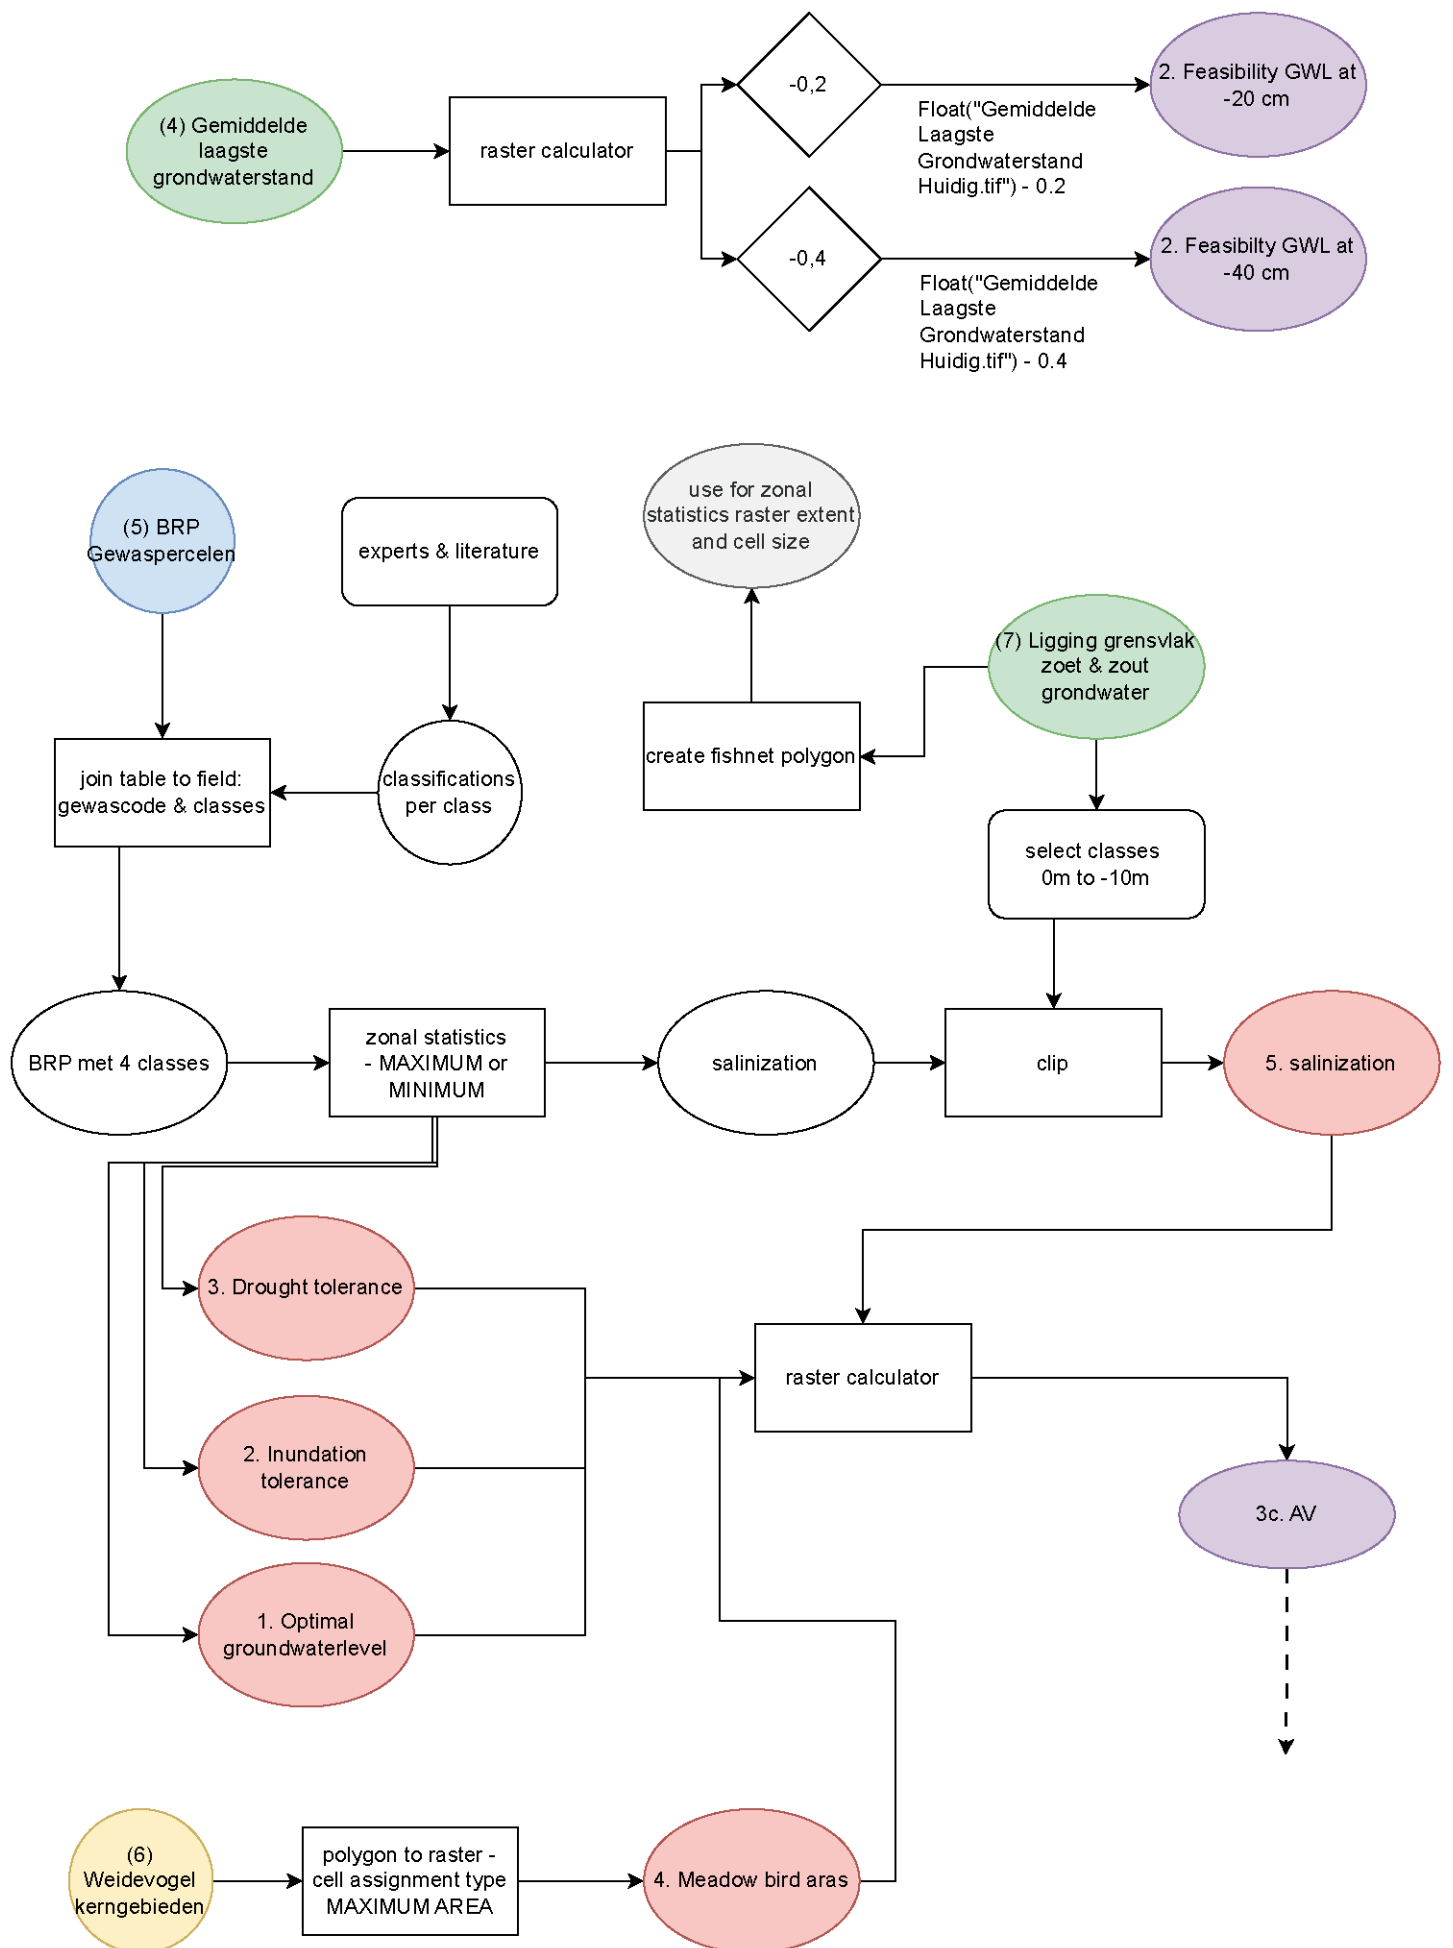 (4) Gemiddelde
laagste
grondwaterstand
raster calculator
-0,2
Float("Gemiddelde
Laagste
Grondwaterstand
Huidig.tif") - 0.2
2. Feasibility GWL at
-20 cm
-0,4
Float("Gemiddelde
Laagste
Grondwaterstand
Huidig.tif") - 0.4
2. Feasibilty GWL at
-40 cm
(5) BRP
Gewaspercelen
experts & literature
use for zonal
statistics raster extent
and cell size
(7) Ligging grensvlak
zoet & zout
grondwater
create fishnet polygon
join table to field:
gewascode & classes
classifications
per class
select classes
0m to -10m
BRP met 4 classes
zonal statistics
- MAXIMUM or
MINIMUM
salinization
clip
5. salinization
3. Drought tolerance
raster calculator
2. Inundation
tolerance
3c. AV
1. Optimal
groundwaterlevel
(6)
Weidevogel
kerngebieden
polygon to raster -
cell assignment type
MAXIMUM AREA
4. Meadow bird aras